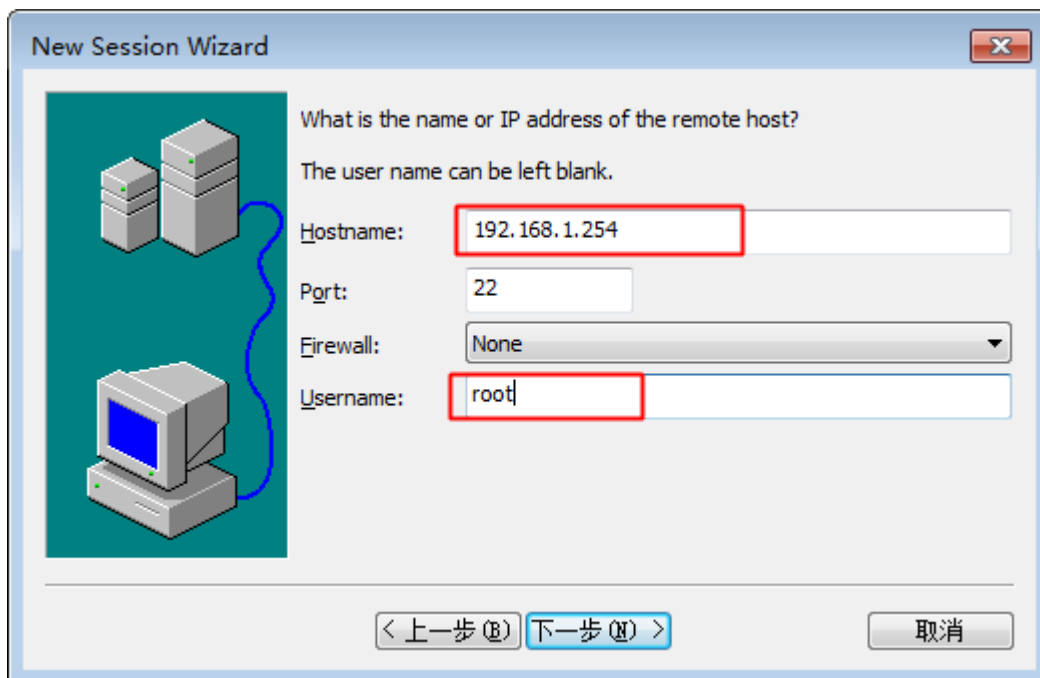 New Session Wizard
What is the name or IP address of the remote host?
The user name can be left blank.
Hostname: 192.168.1.254
Port: 22
Firewall: None
Username: root
< 上一步(B) 下一步(N) > 取消